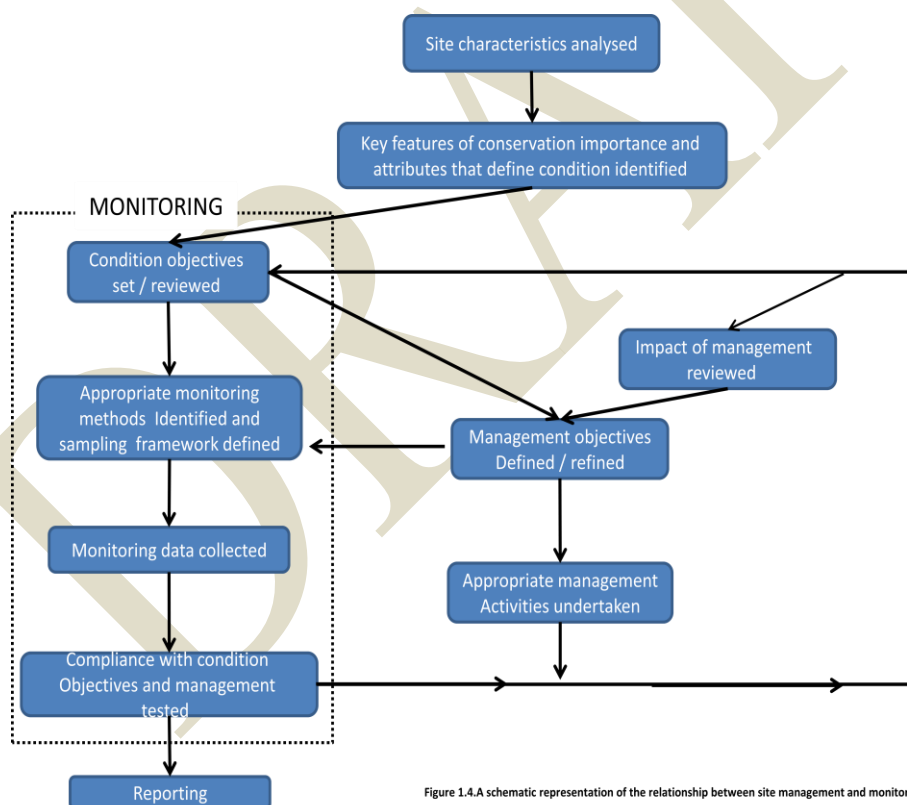 Site characteristics analysed
Key features of conservation importance and
attributes that define condition identified
MONITORING
Condition objectives
set / reviewed
Impact of management
reviewed
Appropriate monitoring
methods Identified and
sampling framework defined
Management objectives
Defined / refined
Monitoring data collected
Appropriate management
Activities undertaken
Compliance with condition
Objectives and management
tested
Reporting
Figure 1.4.A schematic representation of the relationship between site management and monitor
DRAF